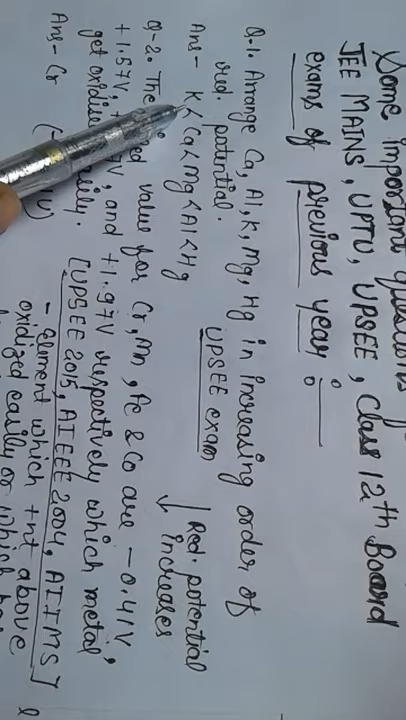 Some important questions
JEE MAINS, UPTU, UPSEE, class 12th Board
exams of previous year :-
Q.1. Arrange Ca, Al, K, Mg, Hg in increasing order of
red. potential.
UPSEE exam
Ans - K < Ca < Mg < Al < Hg
Red. potential
increases
Q-2. The red value for Cr, Mn, Fe & Co are - 0.41V,
+ 1.57V, and + 1.97V respectively which metal
get easily. [UPSEE 2015, AIEEE 2004, AIIMS]
Ans - Cr
- Element which +nt above
oxidized easily or which